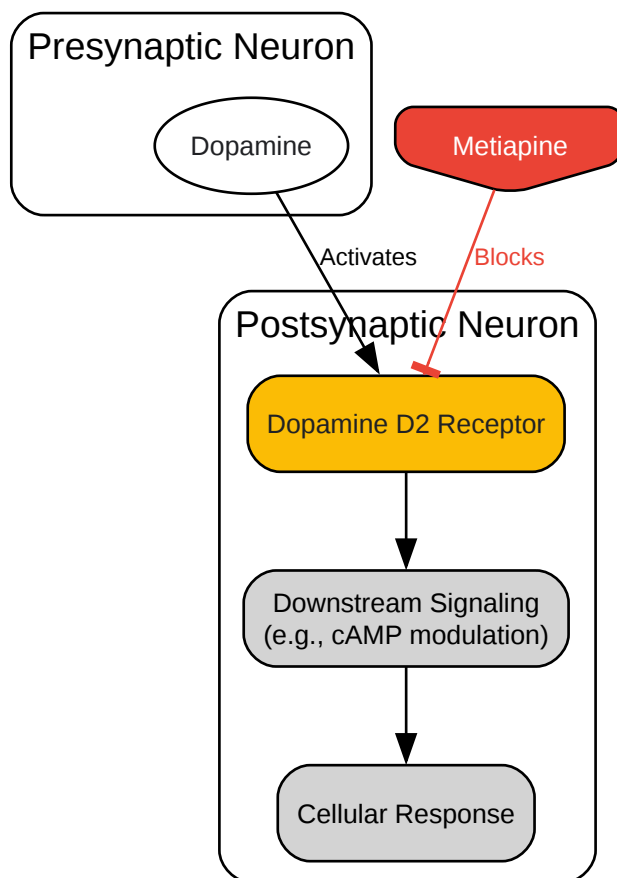 Presynaptic Neuron
Dopamine
Metiapine
Activates
Blocks
Postsynaptic Neuron
Dopamine D2 Receptor
Downstream Signaling
(e.g., cAMP modulation)
Cellular Response